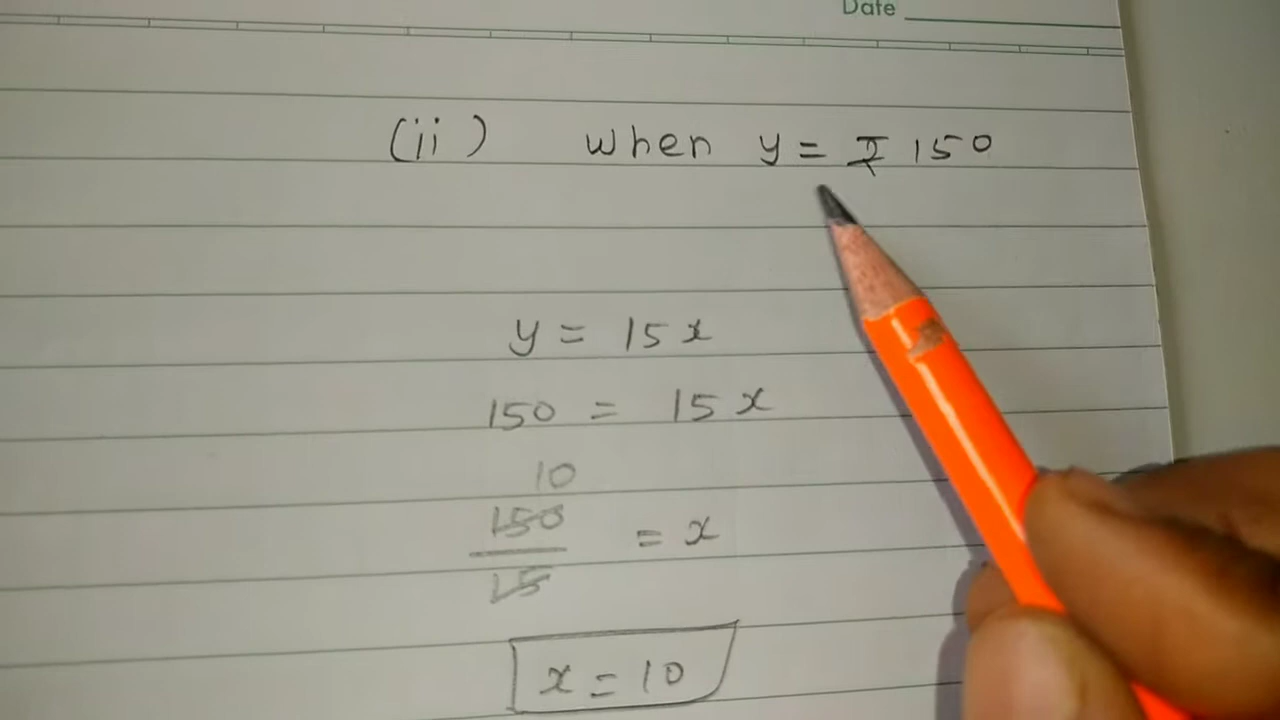 Date
(ii) when y = ₹ 150
y = 15x
150 = 15x
10
150
15 = x
x = 10